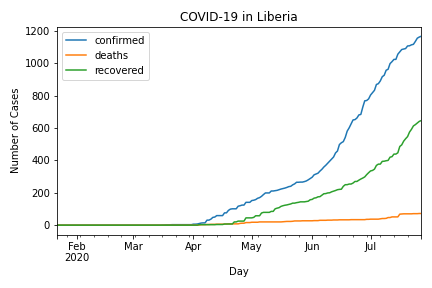 COVID-19 in Liberia
confirmed
deaths
recovered
Number of Cases
1200
1000
800
600
400
200
0
Feb Mar Apr May Jun Jul
2020
Day